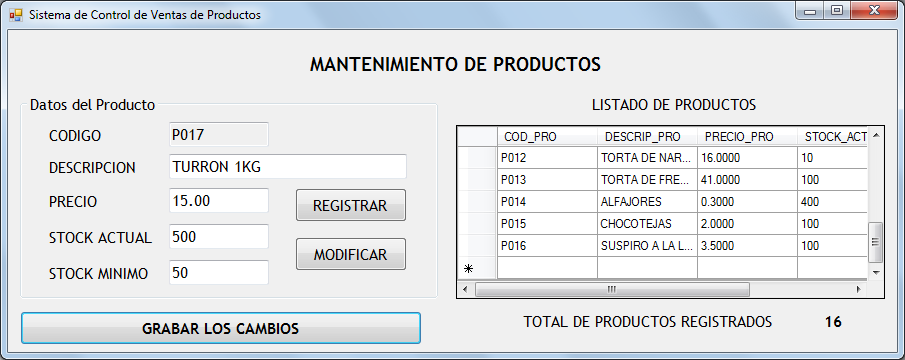 Sistema de Control de Ventas de Productos
MANTENIMIENTO DE PRODUCTOS
Datos del Producto
CODIGO P017
DESCRIPCION TURRON 1KG
PRECIO 15.00
REGISTRAR
STOCK ACTUAL 500
MODIFICAR
STOCK MINIMO 50
GRABAR LOS CAMBIOS
LISTADO DE PRODUCTOS
COD_PRO DESCRIP_PRO PRECIO_PRO STOCK_ACT
P012 TORTA DE NAR... 16.0000 10
P013 TORTA DE FRE... 41.0000 100
P014 ALFAJORES 0.3000 400
P015 CHOCOTEJAS 2.0000 100
P016 SUSPIRO A LA L... 3.5000 100
TOTAL DE PRODUCTOS REGISTRADOS 16